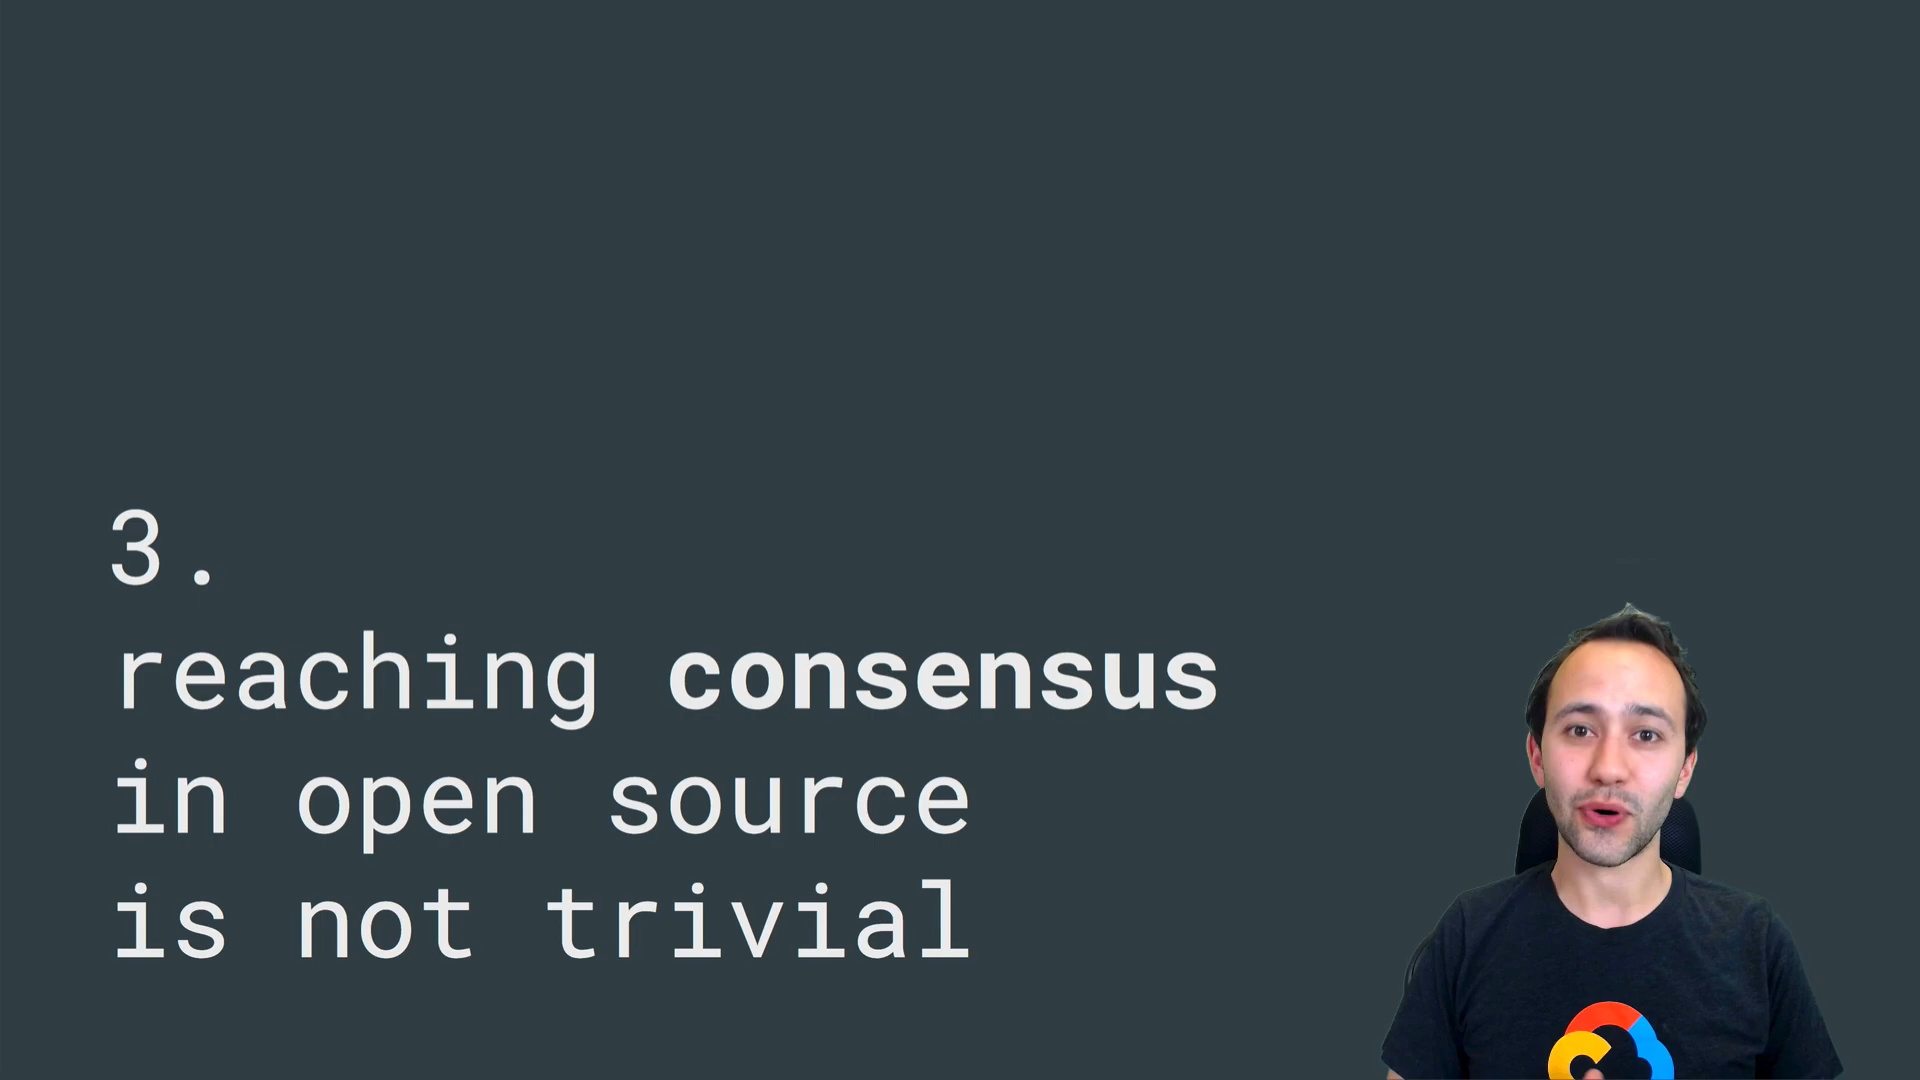 3.
reaching consensus
in open source
is not trivial